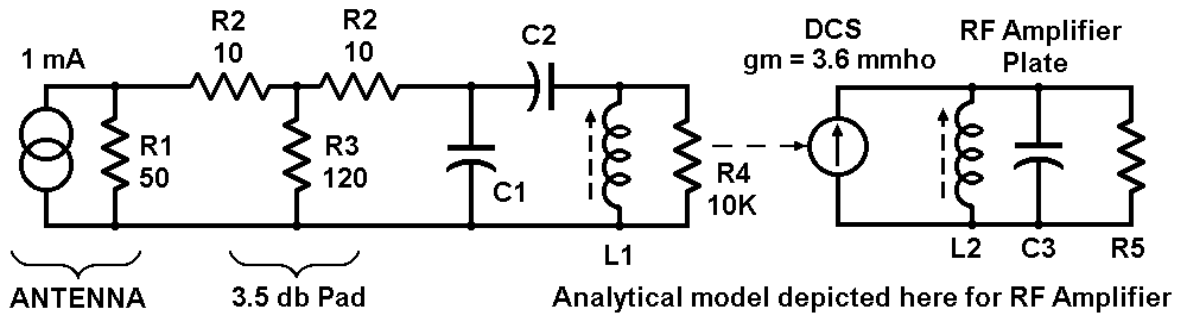 1 mA
R1
50
R2
10
R2
10
R3
120
C2
C1
L1
R4
10K
DCS
gm = 3.6 mmho
RF Amplifier
Plate
L2
C3
R5
ANTENNA
3.5 db Pad
Analytical model depicted here for RF Amplifier